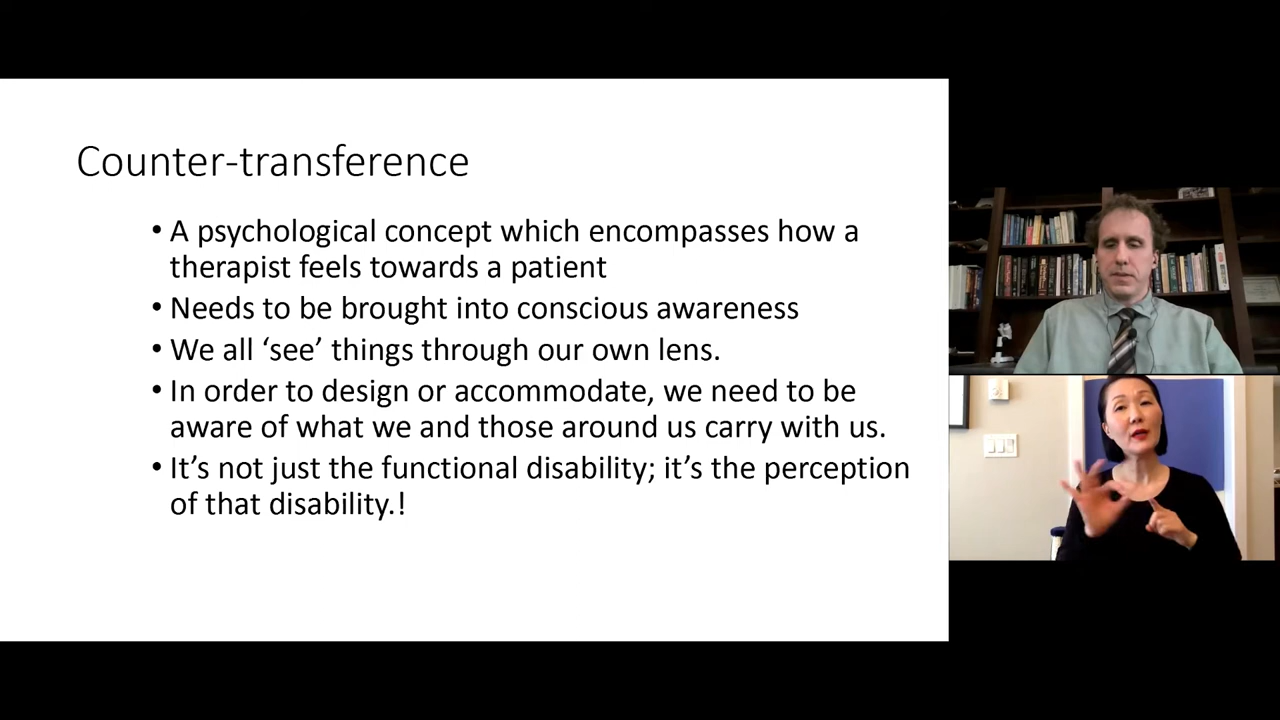 Counter-transference
• A psychological concept which encompasses how a
therapist feels towards a patient
• Needs to be brought into conscious awareness
• We all ‘see’ things through our own lens.
• In order to design or accommodate, we need to be
aware of what we and those around us carry with us.
• It’s not just the functional disability; it’s the perception
of that disability.!